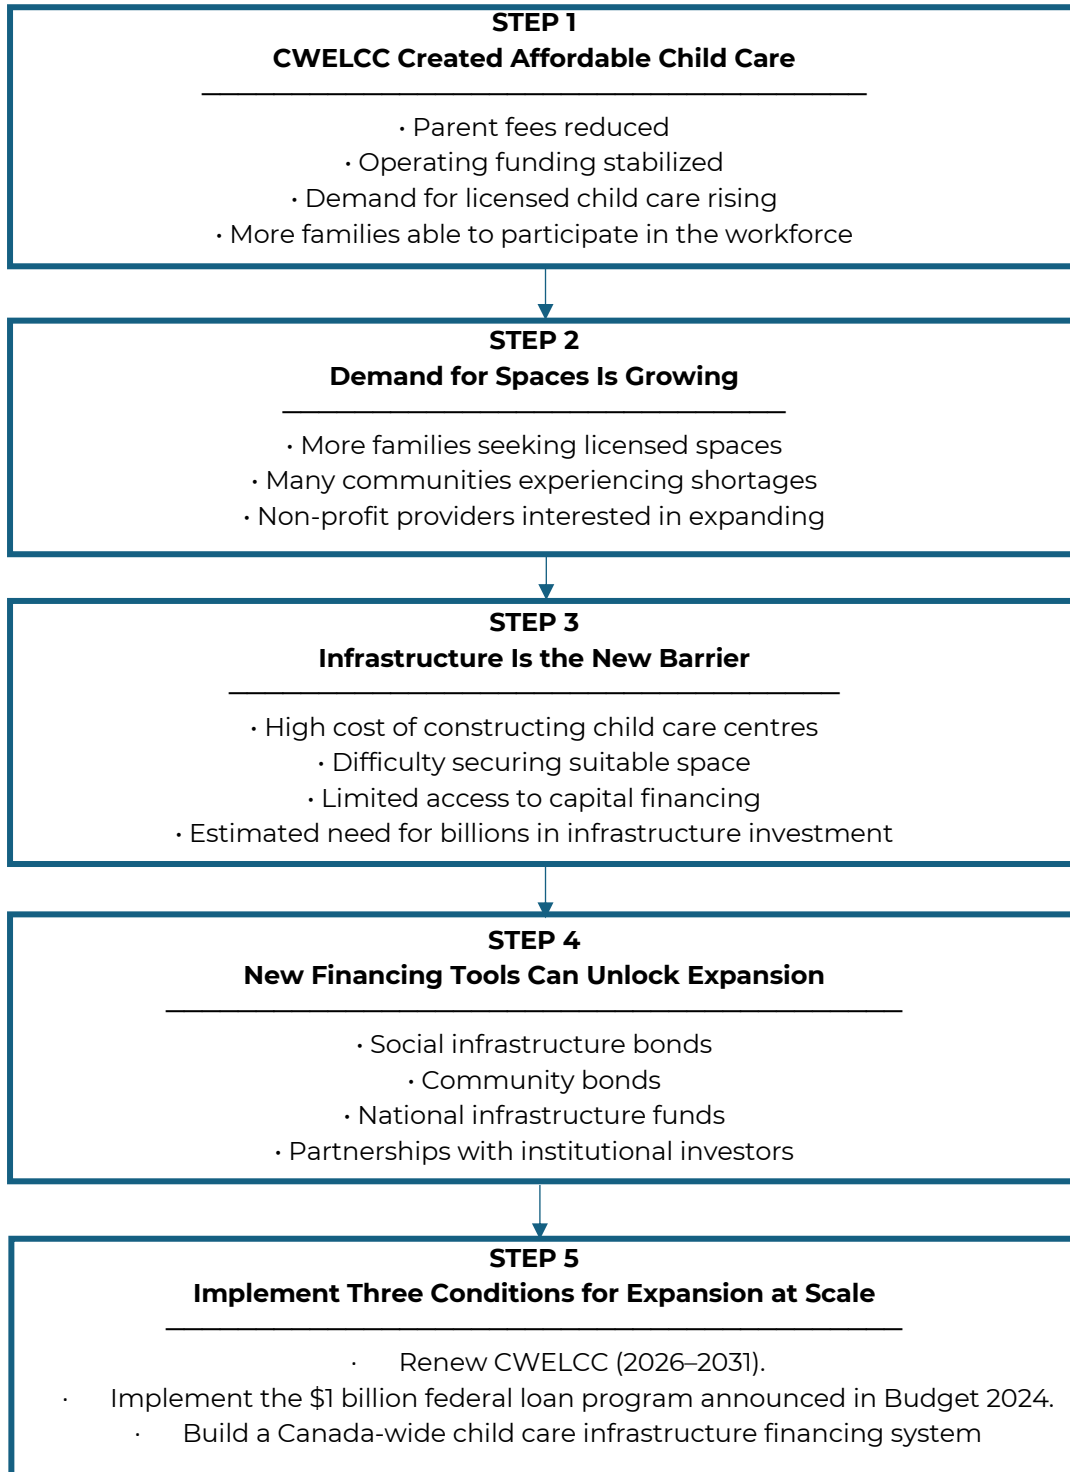 STEP 1
CWELCC Created Affordable Child Care
· Parent fees reduced
· Operating funding stabilized
· Demand for licensed child care rising
· More families able to participate in the workforce
STEP 2
Demand for Spaces Is Growing
· More families seeking licensed spaces
· Many communities experiencing shortages
· Non-profit providers interested in expanding
STEP 3
Infrastructure Is the New Barrier
· High cost of constructing child care centres
· Difficulty securing suitable space
· Limited access to capital financing
· Estimated need for billions in infrastructure investment
STEP 4
New Financing Tools Can Unlock Expansion
· Social infrastructure bonds
· Community bonds
· National infrastructure funds
· Partnerships with institutional investors
STEP 5
Implement Three Conditions for Expansion at Scale
· Renew CWELCC (2026–2031).
· Implement the $1 billion federal loan program announced in Budget 2024.
· Build a Canada-wide child care infrastructure financing system